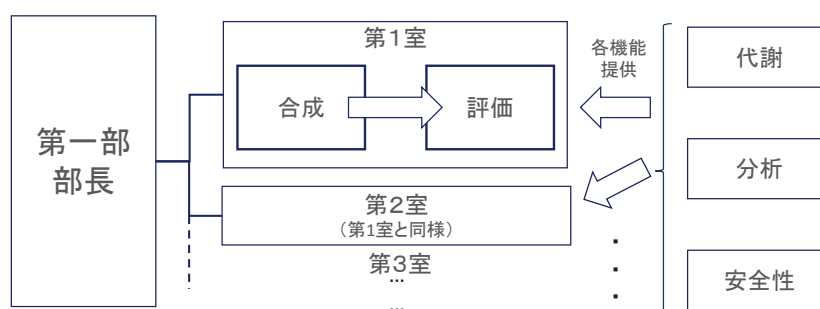 第一部
部長
第１室
合成
評価
第２室
（第1室と同様）
第３室
…
…
各機能
提供
・
・
・
代謝
分析
安全性